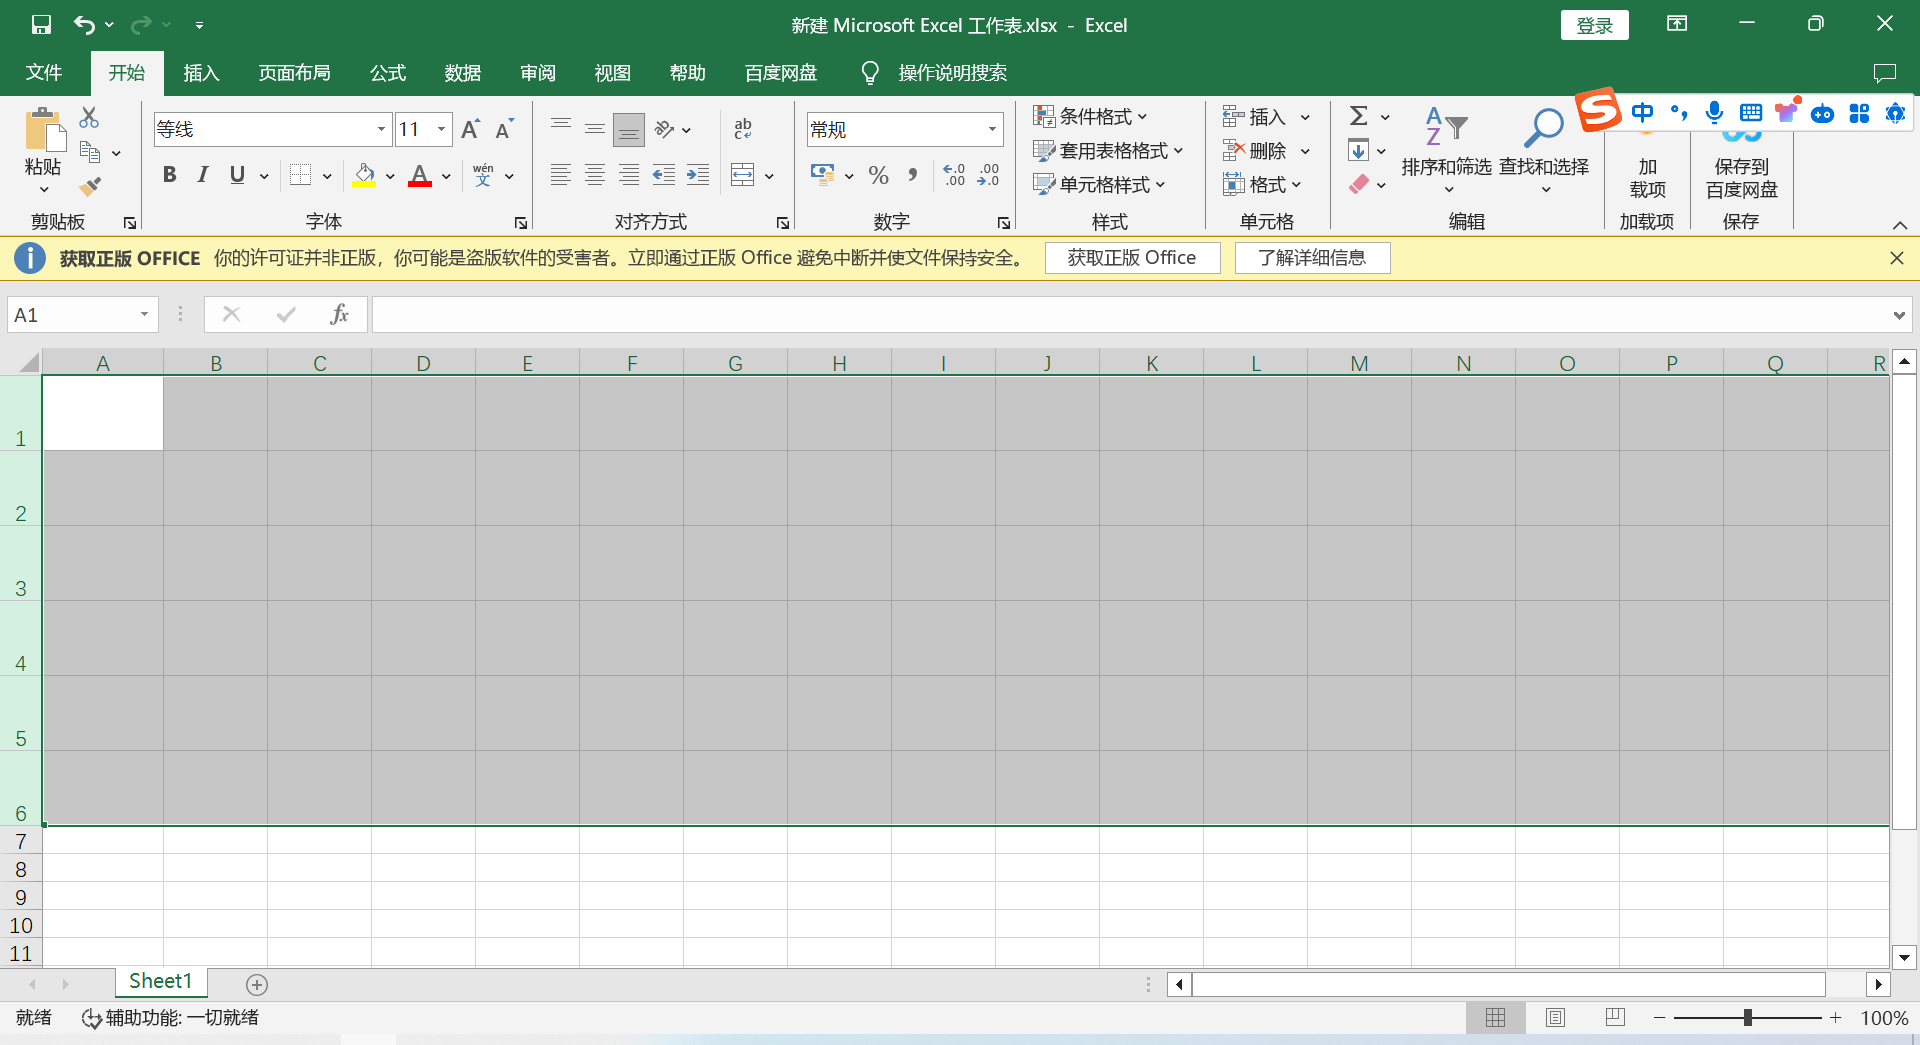 新建 Microsoft Excel 工作表.xlsx - Excel
登录
文件 开始 插入 页面布局 公式 数据 审阅 视图 帮助 百度网盘 操作说明搜索
S 中
粘贴
剪贴板
等线 11 A A
B I U A wén 文
字体
ab c
对齐方式
常规
% , .0 .00 .00 .0
数字
条件格式
套用表格格式
单元格样式
样式
插入
删除
格式
单元格
Σ
A Z
排序和筛选 查找和选择
编辑
加
载项
加载项
保存到
百度网盘
保存
获取正版 OFFICE 你的许可证并非正版，你可能是盗版软件的受害者。立即通过正版 Office 避免中断并使文件保持安全。 获取正版 Office 了解详细信息
A1 fx
A B C D E F G H I J K L M N O P Q R
1
2
3
4
5
6
7
8
9
10
11
Sheet1
就绪 辅助功能: 一切就绪 100%